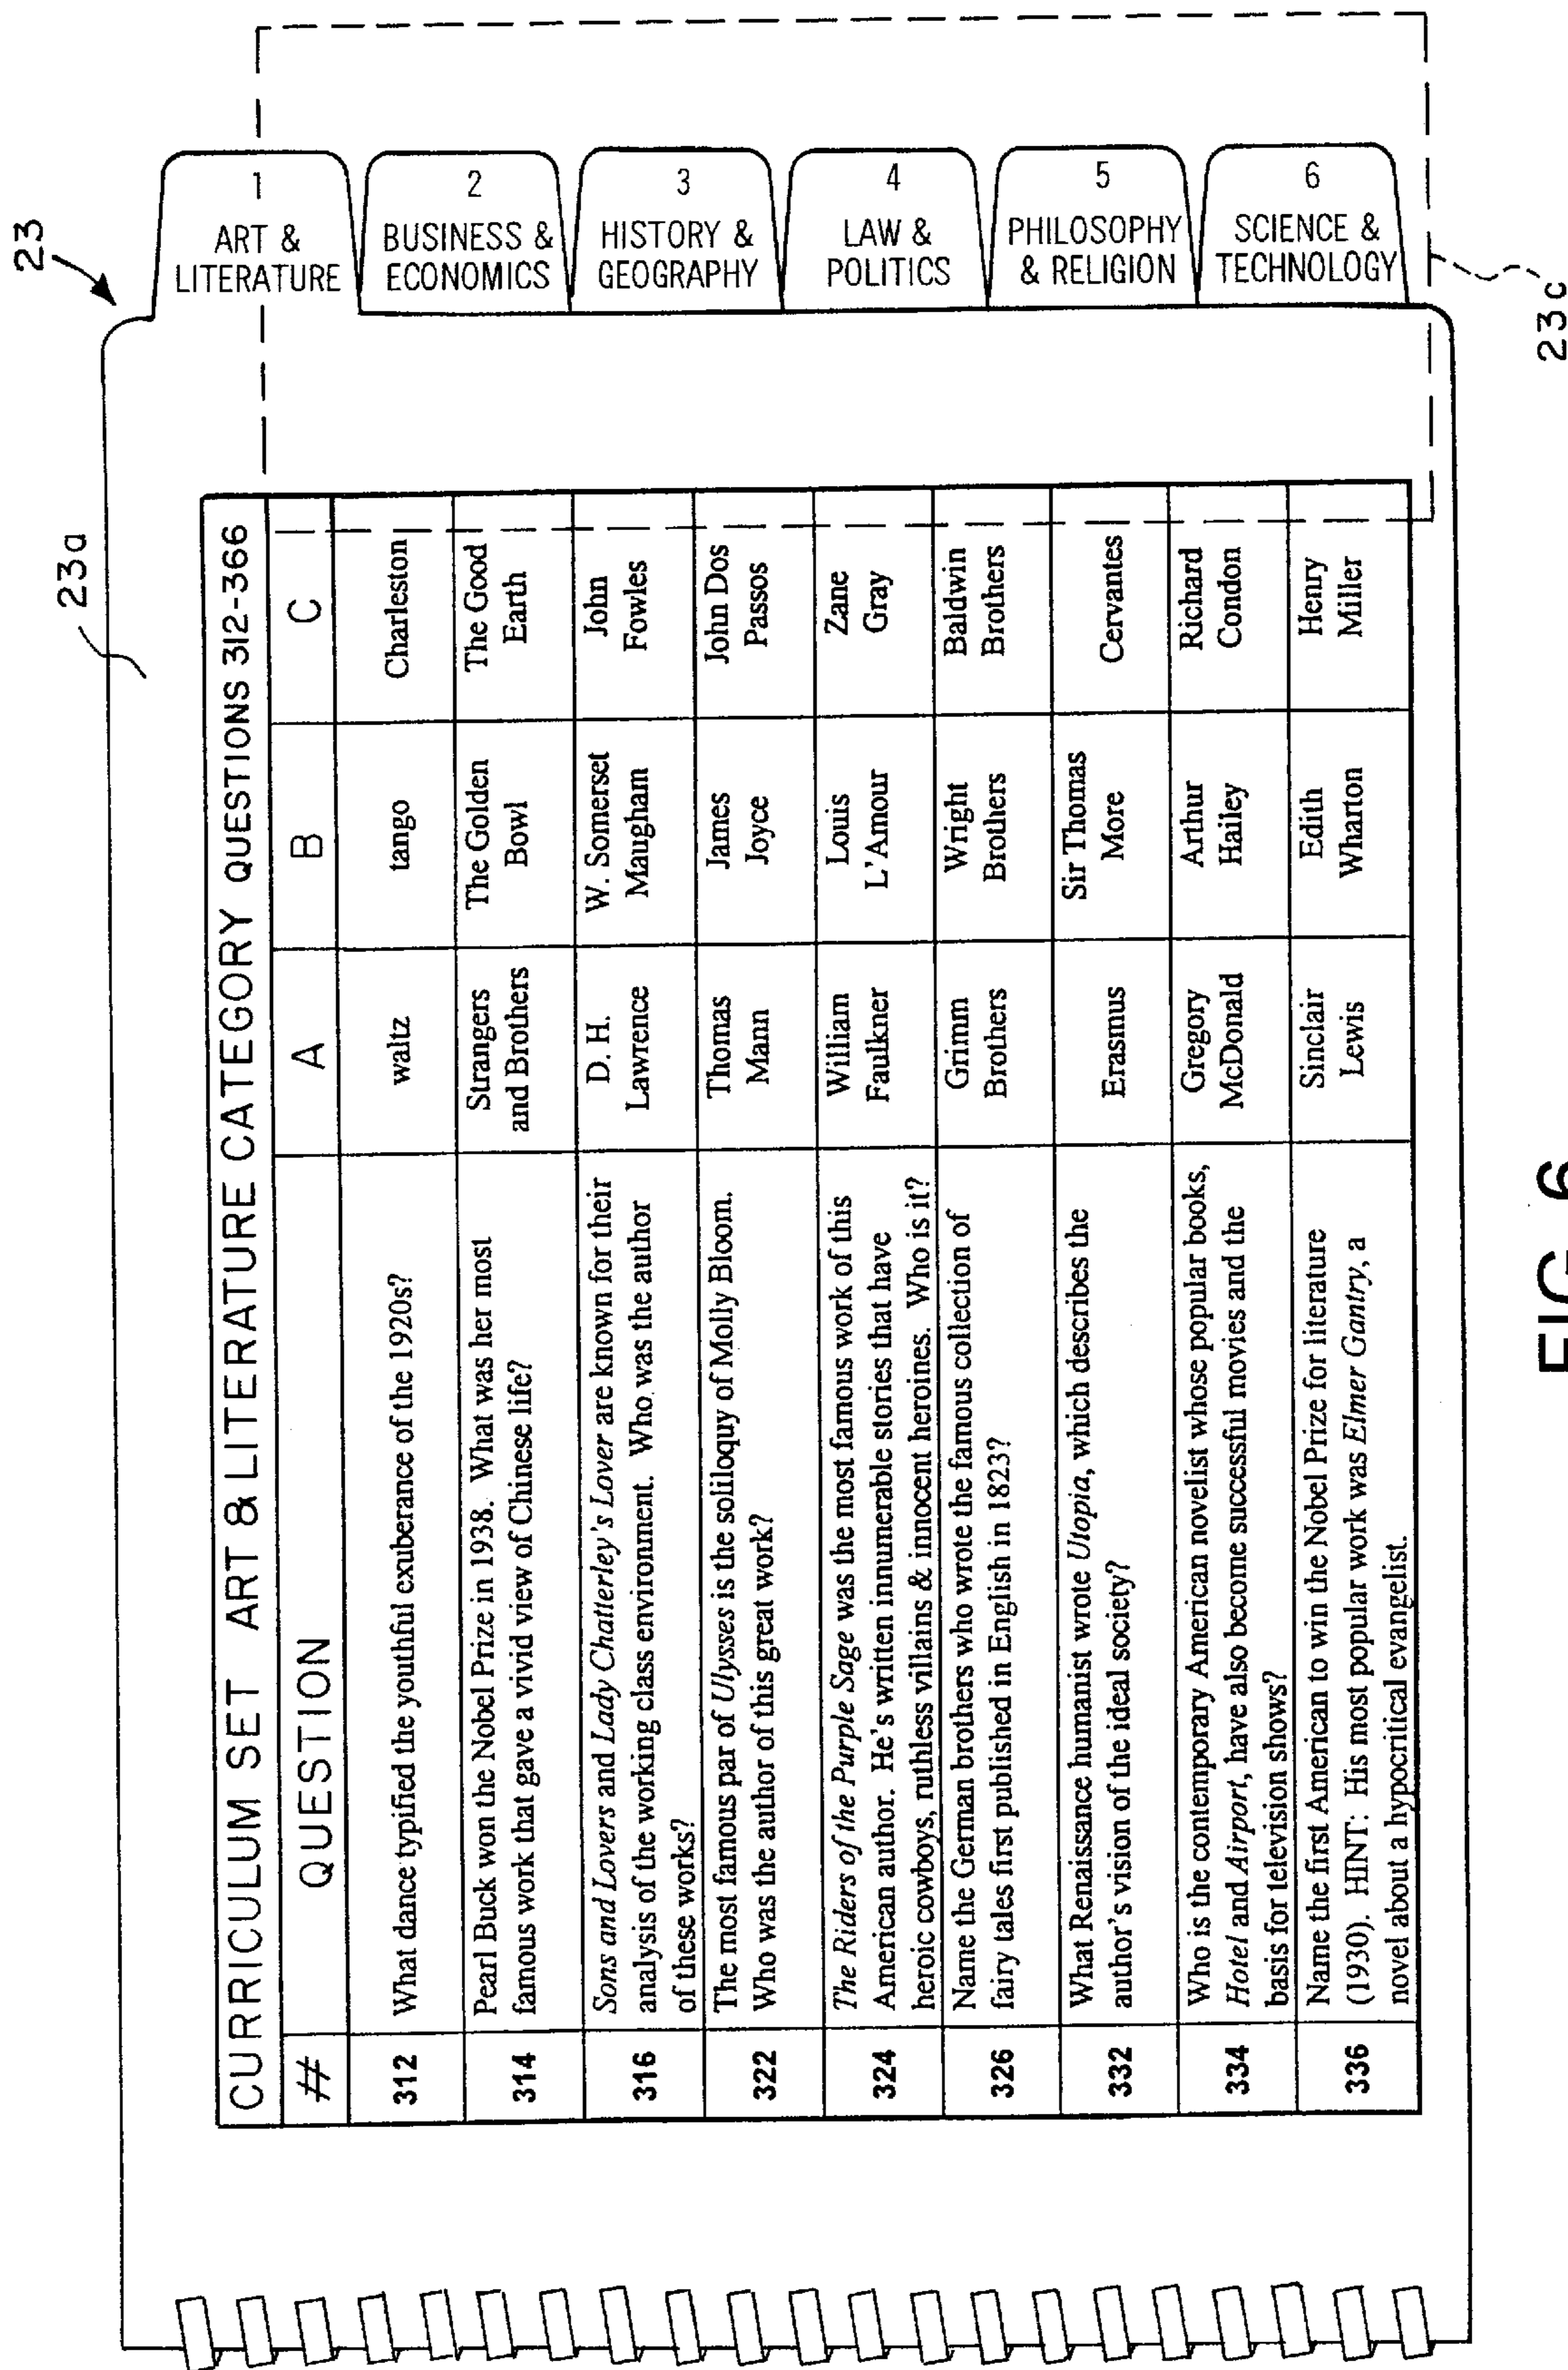 23
23a
CURRICULUM SET ART & LITERATURE CATEGORY QUESTIONS 312-366
# QUESTION A B C
312 What dance typified the youthful exuberance of the 1920s? waltz tango Charleston
314 Pearl Buck won the Nobel Prize in 1938. What was her most
famous work that gave a vivid view of Chinese life?
Strangers
and Brothers
The Golden
Bowl
The Good
Earth
316 Sons and Lovers and Lady Chatterley's Lover are known for their
analysis of the working class environment. Who was the author
of these works?
D. H.
Lawrence
W. Somerset
Maugham
John
Fowles
322 The most famous par of Ulysses is the soliloquy of Molly Bloom.
Who was the author of this great work?
Thomas
Mann
James
Joyce
John Dos
Passos
324 The Riders of the Purple Sage was the most famous work of this
American author. He's written innumerable stories that have
heroic cowboys, ruthless villains & innocent heroines. Who is it?
William
Faulkner
Louis
L'Amour
Zane
Gray
326 Name the German brothers who wrote the famous collection of
fairy tales first published in English in 1823?
Grimm
Brothers
Wright
Brothers
Baldwin
Brothers
332 What Renaissance humanist wrote Utopia, which describes the
author's vision of the ideal society?
Erasmus
Sir Thomas
More
Cervantes
334 Who is the contemporary American novelist whose popular books,
Hotel and Airport, have also become successful movies and the
basis for television shows?
Gregory
McDonald
Arthur
Hailey
Richard
Condon
336 Name the first American to win the Nobel Prize for literature
(1930). HINT: His most popular work was Elmer Gantry, a
novel about a hypocritical evangelist.
Sinclair
Lewis
Edith
Wharton
Henry
Miller
1
ART &
LITERATURE
2
BUSINESS &
ECONOMICS
3
HISTORY &
GEOGRAPHY
4
LAW &
POLITICS
5
PHILOSOPHY
& RELIGION
6
SCIENCE &
TECHNOLOGY
23c